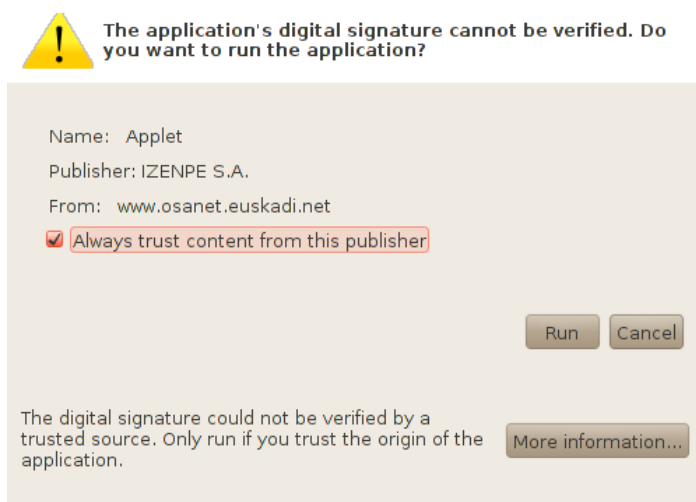 The application's digital signature cannot be verified. Do
you want to run the application?
Name: Applet
Publisher: IZENPE S.A.
From: www.osanet.euskadi.net
Always trust content from this publisher
Run Cancel
The digital signature could not be verified by a
trusted source. Only run if you trust the origin of the
application.
More information...